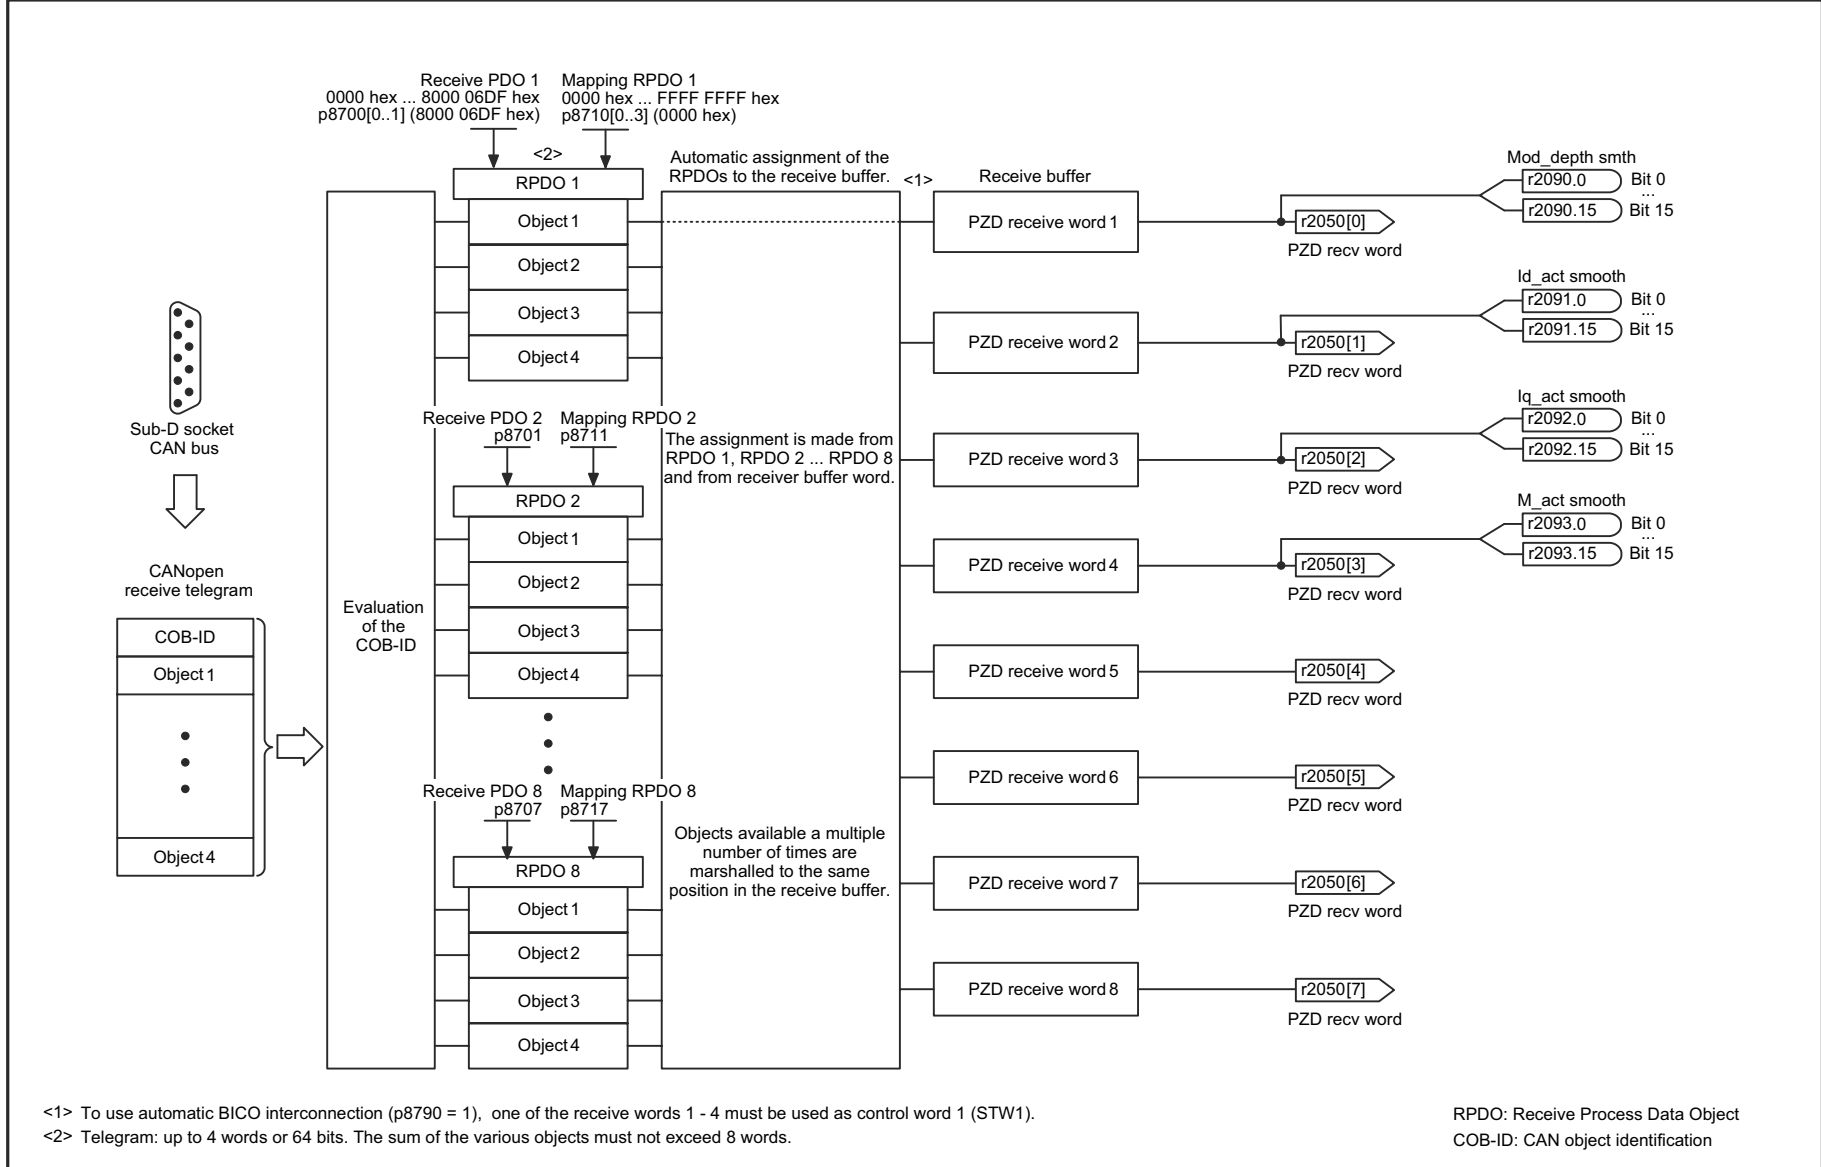 Receive PDO 1
0000 hex ... 8000 06DF hex
p8700[0..1] (8000 06DF hex)
Mapping RPDO 1
0000 hex ... FFFF FFFF hex
p8710[0..3] (0000 hex)
<2>
RPDO 1
Object 1
Object 2
Object 3
Object 4
Automatic assignment of the
RPDOs to the receive buffer.
<1>
Receive buffer
PZD receive word 1
r2050[0]
PZD recv word
Mod_depth smth
r2090.0 Bit 0
...
r2090.15 Bit 15
PZD receive word 2
r2050[1]
PZD recv word
Id_act smooth
r2091.0 Bit 0
...
r2091.15 Bit 15
Sub-D socket
CAN bus
Receive PDO 2
p8701
Mapping RPDO 2
p8711
RPDO 2
Object 1
Object 2
Object 3
Object 4
The assignment is made from
RPDO 1, RPDO 2 ... RPDO 8
and from receiver buffer word.
PZD receive word 3
r2050[2]
PZD recv word
Iq_act smooth
r2092.0 Bit 0
...
r2092.15 Bit 15
PZD receive word 4
r2050[3]
PZD recv word
M_act smooth
r2093.0 Bit 0
...
r2093.15 Bit 15
CANopen
receive telegram
COB-ID
Object 1
Object 4
Evaluation
of the
COB-ID
PZD receive word 5
r2050[4]
PZD recv word
PZD receive word 6
r2050[5]
PZD recv word
Receive PDO 8
p8707
Mapping RPDO 8
p8717
RPDO 8
Object 1
Object 2
Object 3
Object 4
Objects available a multiple
number of times are
marshalled to the same
position in the receive buffer.
PZD receive word 7
r2050[6]
PZD recv word
PZD receive word 8
r2050[7]
PZD recv word
<1> To use automatic BICO interconnection (p8790 = 1), one of the receive words 1 - 4 must be used as control word 1 (STW1).
<2> Telegram: up to 4 words or 64 bits. The sum of the various objects must not exceed 8 words.
RPDO: Receive Process Data Object
COB-ID: CAN object identification